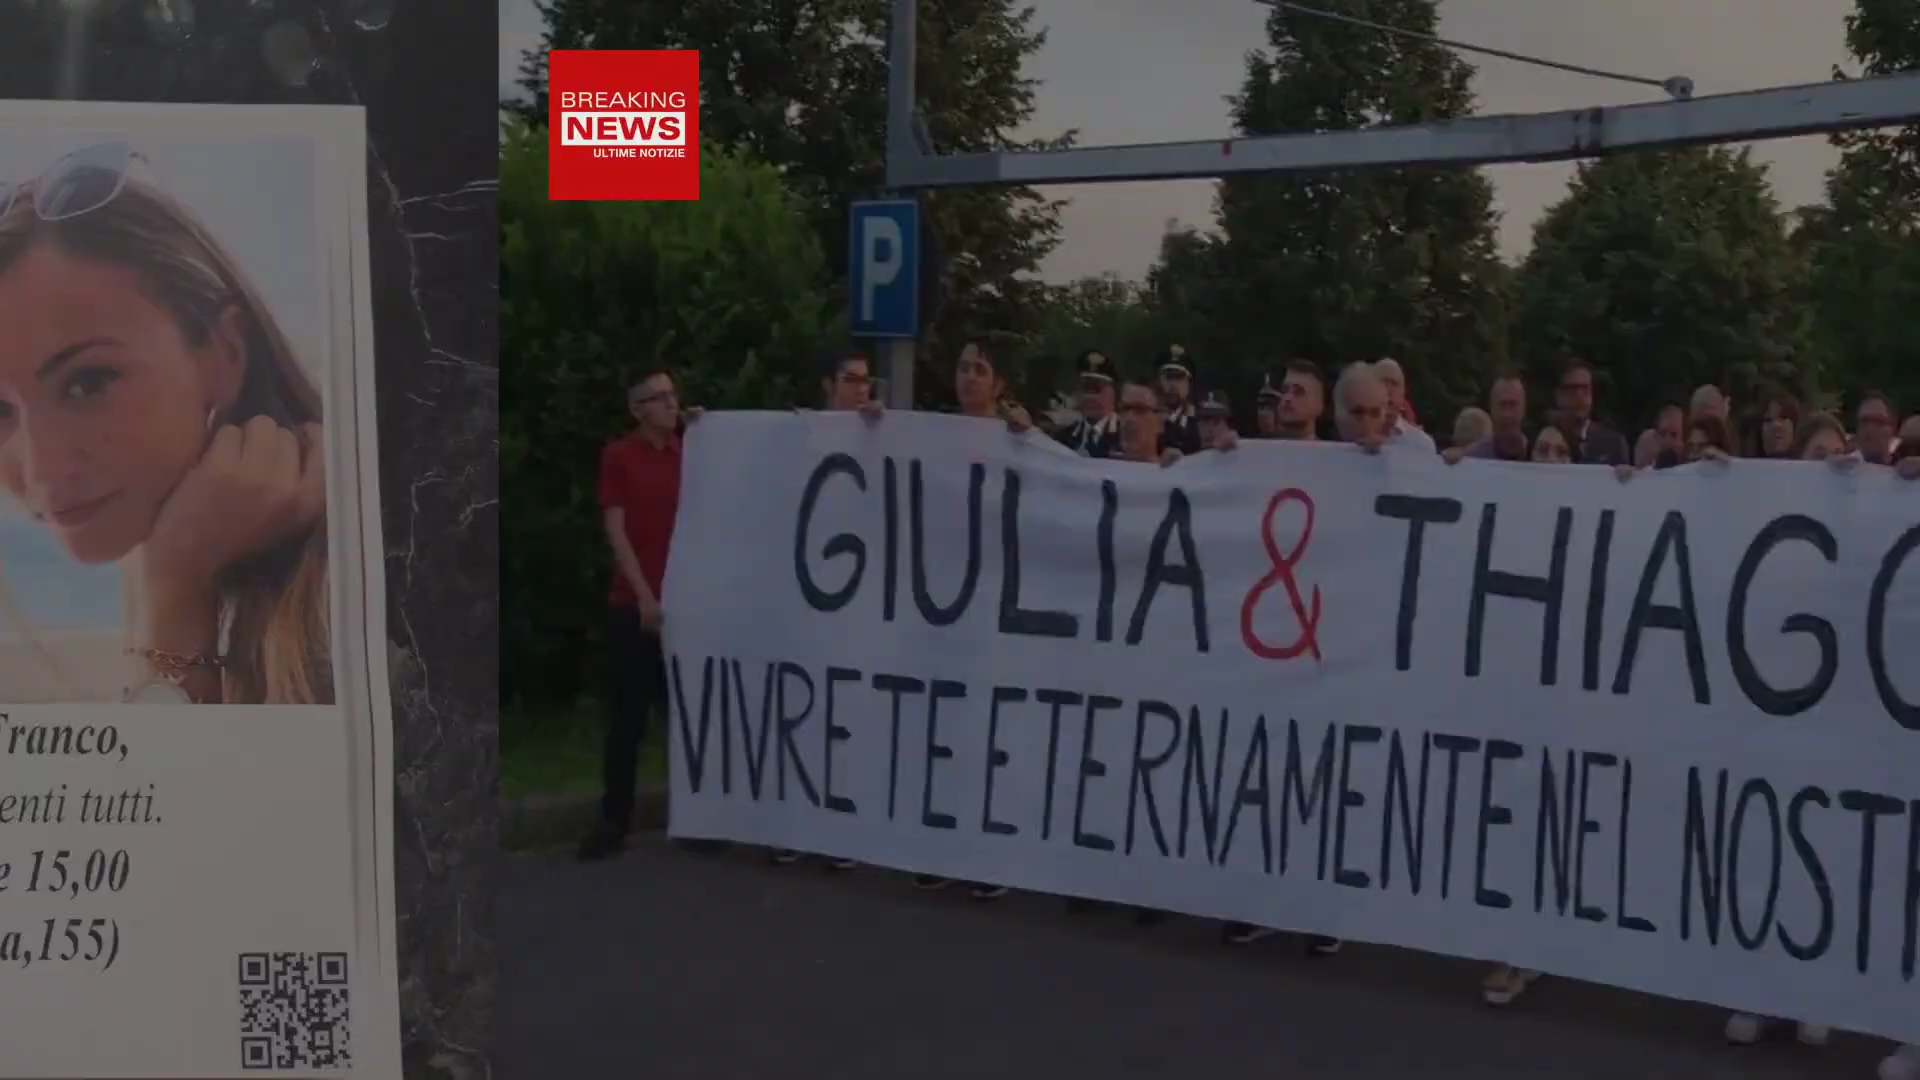 BREAKING
NEWS
ULTIME NOTIZIE
P
GIULIA & THIAGO
VIVRETE ETERNAMENTE NEL NOST
Franco,
enti tutti.
e 15,00
a,155)